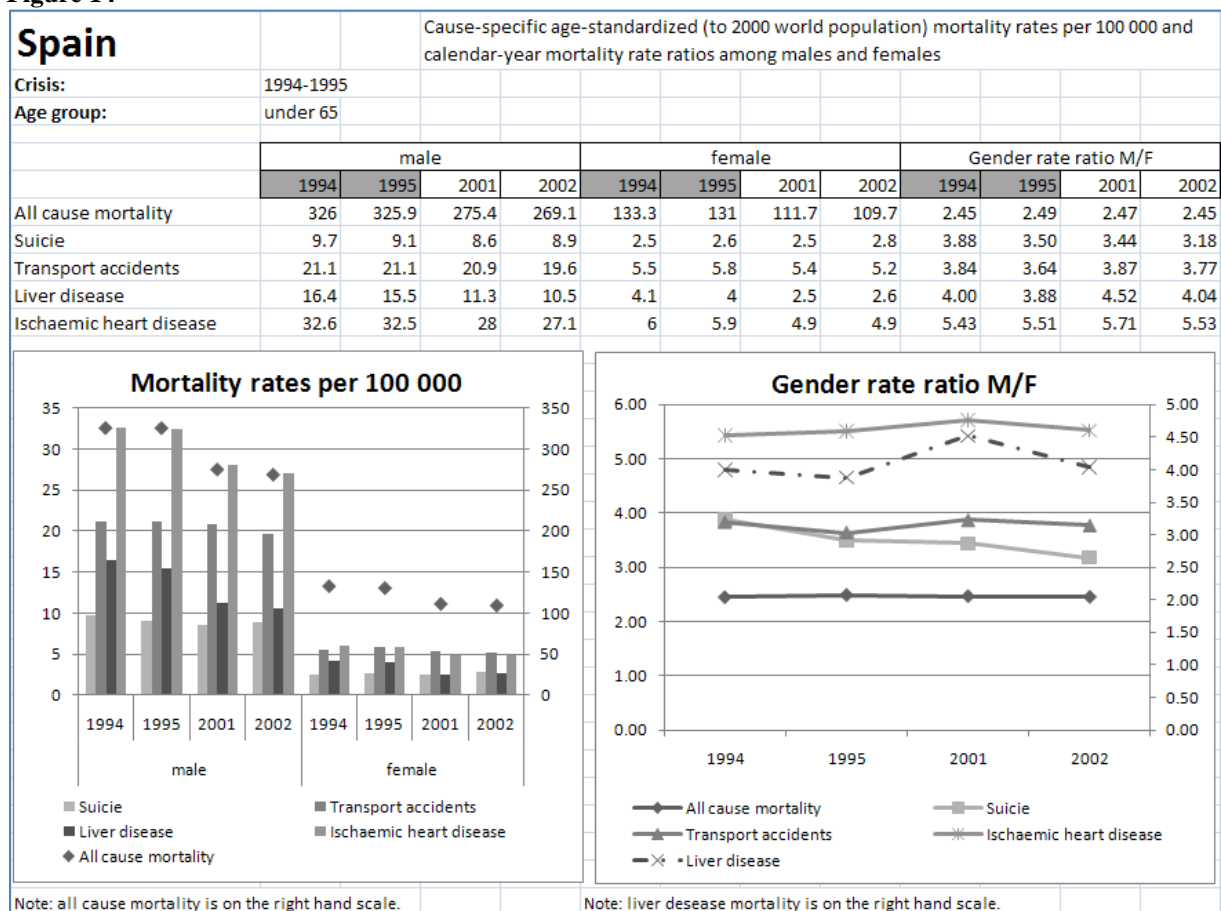 Spain
Cause-specific age-standardized (to 2000 world population) mortality rates per 100 000 and
calendar-year mortality rate ratios among males and females
Crisis: 1994-1995
Age group: under 65
male female Gender rate ratio M/F
1994 1995 2001 2002 1994 1995 2001 2002 1994 1995 2001 2002
All cause mortality 326 325.9 275.4 269.1 133.3 131 111.7 109.7 2.45 2.49 2.47 2.45
Suicie 9.7 9.1 8.6 8.9 2.5 2.6 2.5 2.8 3.88 3.50 3.44 3.18
Transport accidents 21.1 21.1 20.9 19.6 5.5 5.8 5.4 5.2 3.84 3.64 3.87 3.77
Liver disease 16.4 15.5 11.3 10.5 4.1 4 2.5 2.6 4.00 3.88 4.52 4.04
Ischaemic heart disease 32.6 32.5 28 27.1 6 5.9 4.9 4.9 5.43 5.51 5.71 5.53
Mortality rates per 100 000
35 350
30 300
25 250
20 200
15 150
10 100
5 50
0 0
1994 1995 2001 2002 1994 1995 2001 2002
male female
Suicie Transport accidents
Liver disease Ischaemic heart disease
All cause mortality
Note: all cause mortality is on the right hand scale.
Gender rate ratio M/F
6.00 5.00
4.50
5.00
4.00
4.00 3.50
3.00
3.00
2.50
2.00 2.00
1.50
1.00 1.00
0.50
0.00 0.00
1994 1995 2001 2002
All cause mortality Suicie
Transport accidents Ischaemic heart disease
Liver disease
Note: liver desease mortality is on the right hand scale.